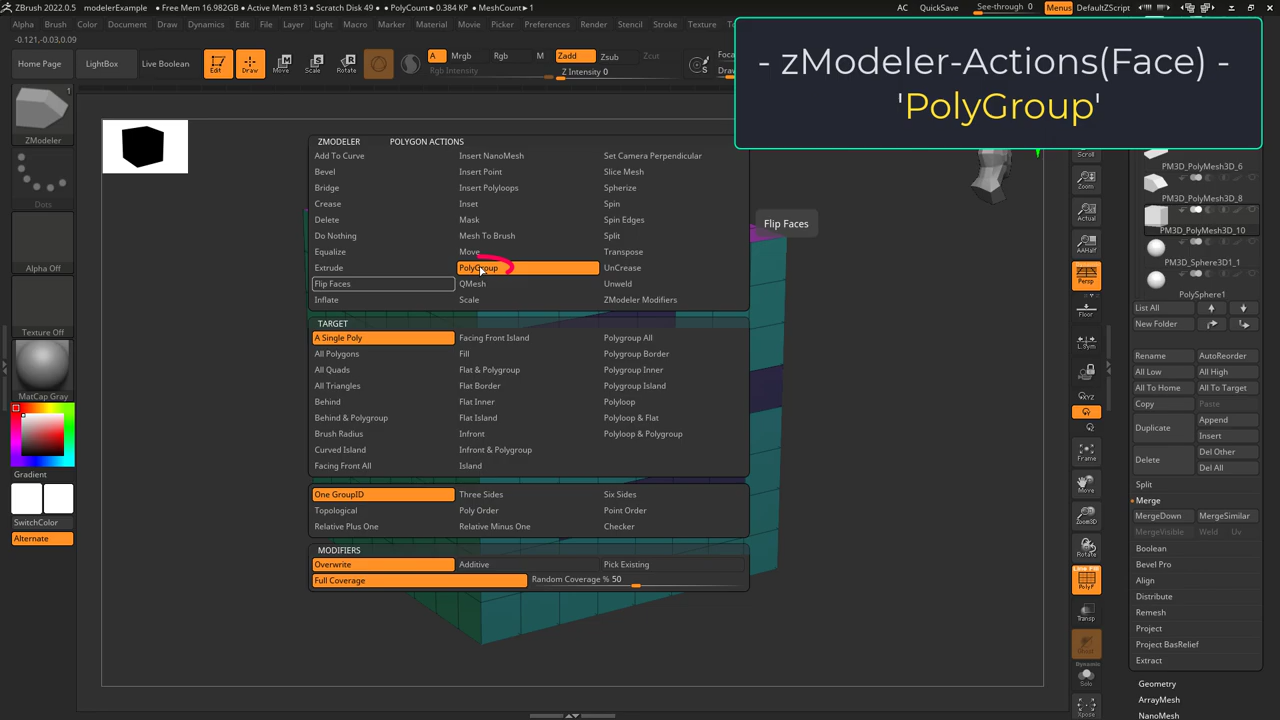 ZBrush 2022.0.5 modelerExample • Free Mem 16.982GB • Active Mem 813 • Scratch Disk 49 • PolyCount▸0.384 KP • MeshCount▸1 AC QuickSave See-through 0 Menus DefaultZScript
Alpha Brush Color Document Draw Dynamics Edit File Layer Light Macro Marker Material Movie Picker Preferences Render Stencil Stroke Texture
-0.121,-0.03,0.09
- zModeler-Actions(Face) -
'PolyGroup'
Home Page LightBox Live Boolean Edit Draw Move Scale Rotate A Mrgb Rgb M Zadd Zsub Zcut
Rgb Intensity Z Intensity 0
1
ZModeler
Dots
Alpha Off
Texture Off
MatCap Gray
Gradient
SwitchColor
Alternate
ZMODELER POLYGON ACTIONS
Add To Curve Insert NanoMesh Set Camera Perpendicular
Bevel Insert Point Slice Mesh
Bridge Insert Polyloops Spherize
Crease Inset Spin
Delete Mask Spin Edges
Do Nothing Mesh To Brush Split
Equalize Move Transpose
Extrude PolyGroup UnCrease
Flip Faces QMesh Unweld
Inflate Scale ZModeler Modifiers
Flip Faces
TARGET
A Single Poly Facing Front Island Polygroup All
All Polygons Fill Polygroup Border
All Quads Flat & Polygroup Polygroup Inner
All Triangles Flat Border Polygroup Island
Behind Flat Inner Polyloop
Behind & Polygroup Flat Island Polyloop & Flat
Brush Radius Infront Polyloop & Polygroup
Curved Island Infront & Polygroup
Facing Front All Island
One GroupID Three Sides Six Sides
Topological Poly Order Point Order
Relative Plus One Relative Minus One Checker
MODIFIERS
Overwrite Additive Pick Existing
Full Coverage Random Coverage % 50
Scroll
Zoom
Actual
AAHalf
Persp
Floor
L.Sym
XYZ
Frame
Move
Zoom3D
Rotate
Line Fill
PolyF
Transp
Ghost
Dynamic
Solo
Xpose
PM3D_PolyMesh3D_6
PM3D_PolyMesh3D_8
PM3D_PolyMesh3D_10
PM3D_Sphere3D1_1
PolySphere1
List All
New Folder
Rename AutoReorder
All Low All High
All To Home All To Target
Copy Paste
Duplicate Append
Insert
Delete Del Other
Del All
Split
Merge
MergeDown MergeSimilar
MergeVisible Weld Uv
Boolean
Bevel Pro
Align
Distribute
Remesh
Project
Project BasRelief
Extract
Geometry
ArrayMesh
NanoMesh